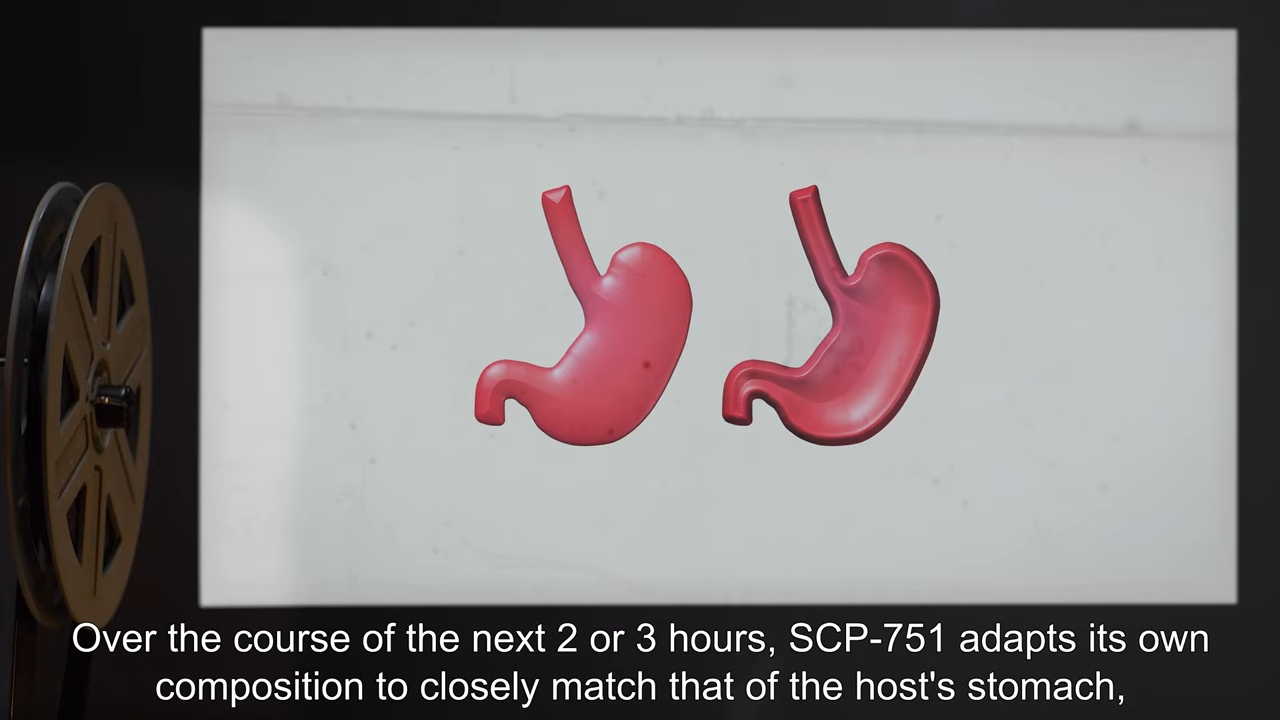 Over the course of the next 2 or 3 hours, SCP-751 adapts its own
composition to closely match that of the host's stomach,